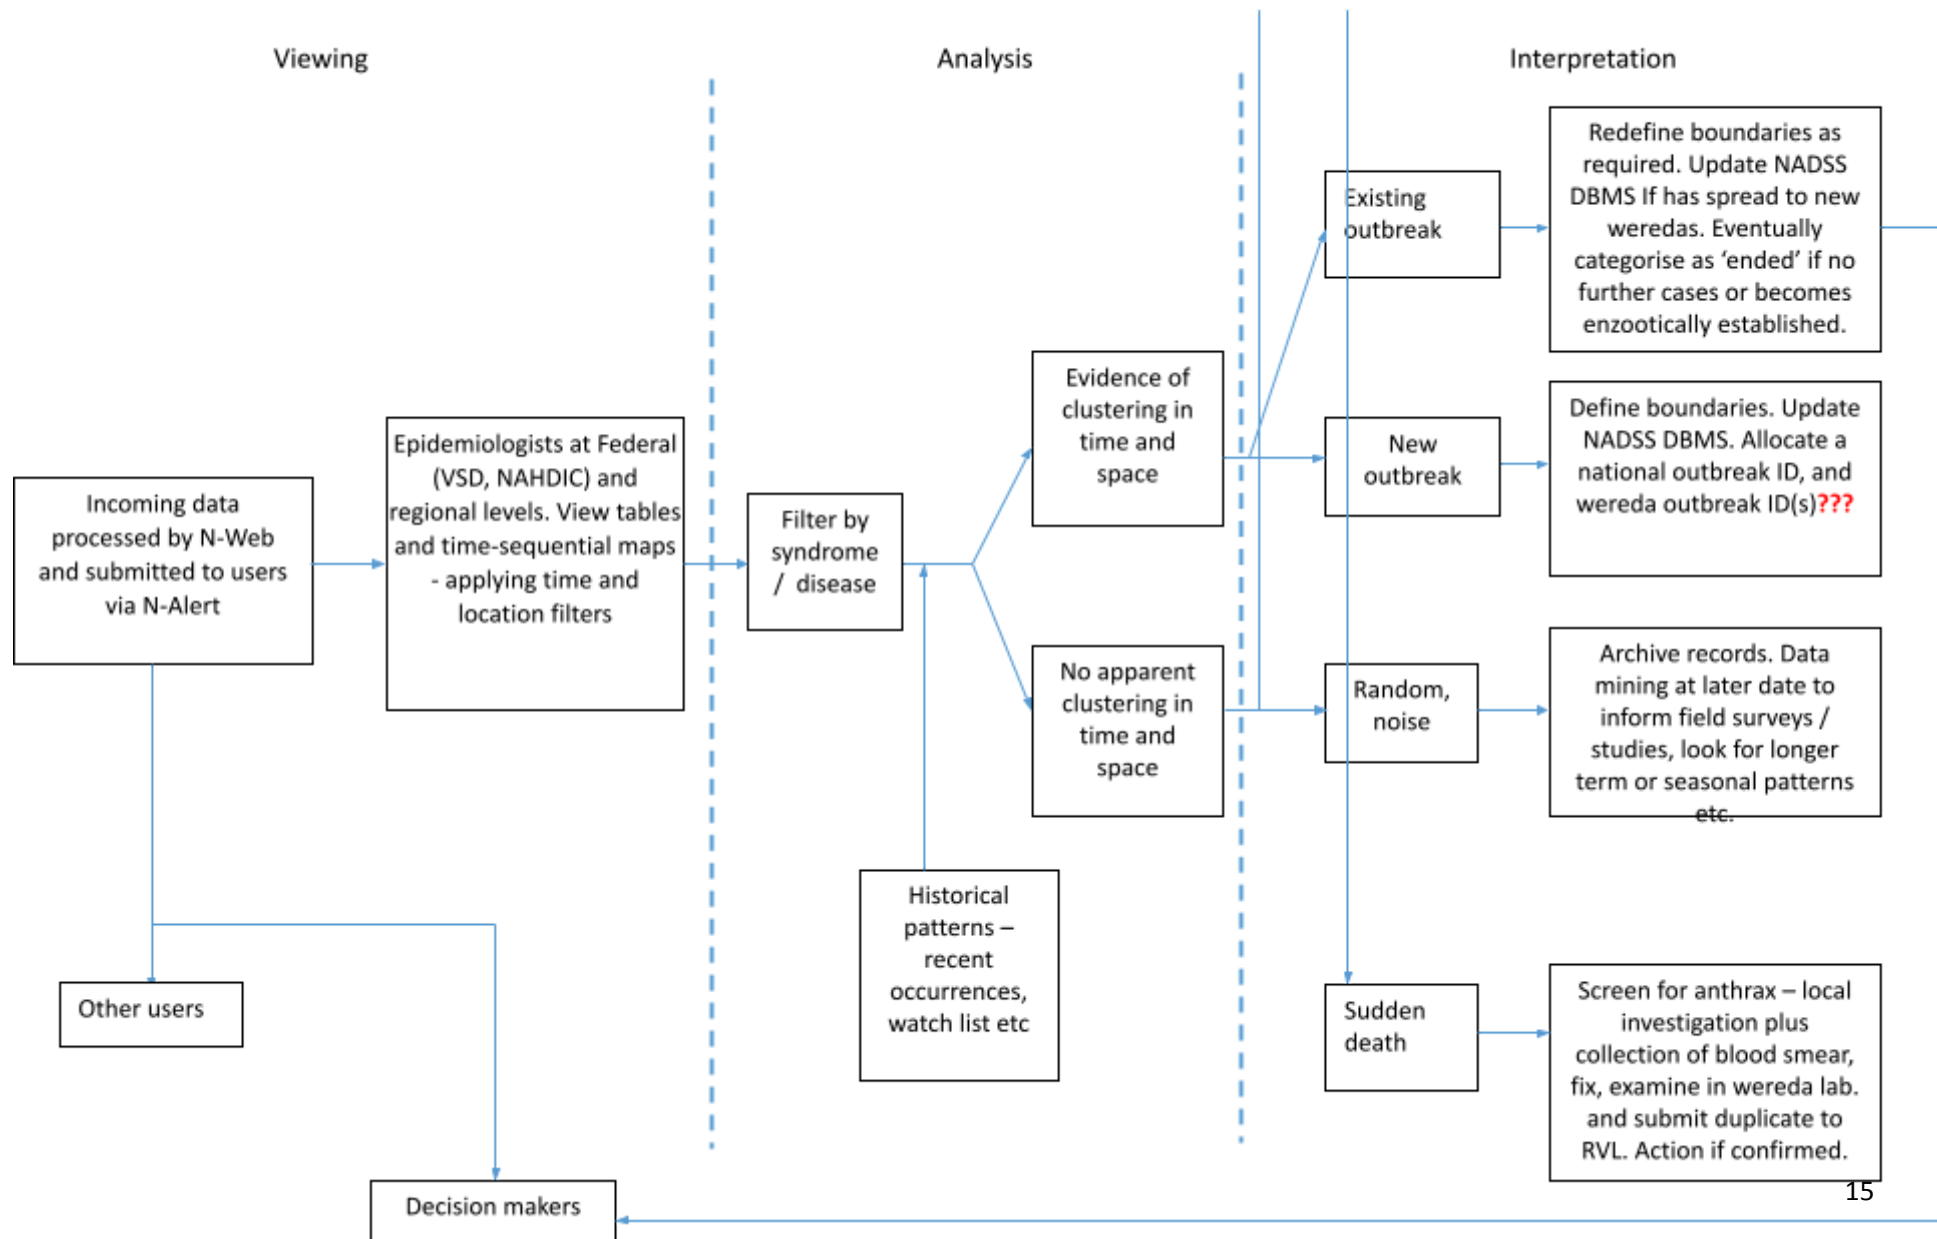 Viewing
Analysis
Interpretation
Incoming data
processed by N-Web
and submitted to users
via N-Alert
Epidemiologists at Federal
(VSD, NAHDIC) and
regional levels. View tables
and time-sequential maps
- applying time and
location filters
Other users
Decision makers
Filter by
syndrome
/ disease
Historical
patterns –
recent
occurrences,
watch list etc
Evidence of
clustering in
time and
space
No apparent
clustering in
time and
space
Existing
outbreak
Redefine boundaries as
required. Update NADSS
DBMS If has spread to new
weredas. Eventually
categorise as ‘ended’ if no
further cases or becomes
enzootically established.
New
outbreak
Define boundaries. Update
NADSS DBMS. Allocate a
national outbreak ID, and
wereda outbreak ID(s)???
Random,
noise
Archive records. Data
mining at later date to
inform field surveys /
studies, look for longer
term or seasonal patterns
etc.
Sudden
death
Screen for anthrax – local
investigation plus
collection of blood smear,
fix, examine in wereda lab.
and submit duplicate to
RVL. Action if confirmed.
15